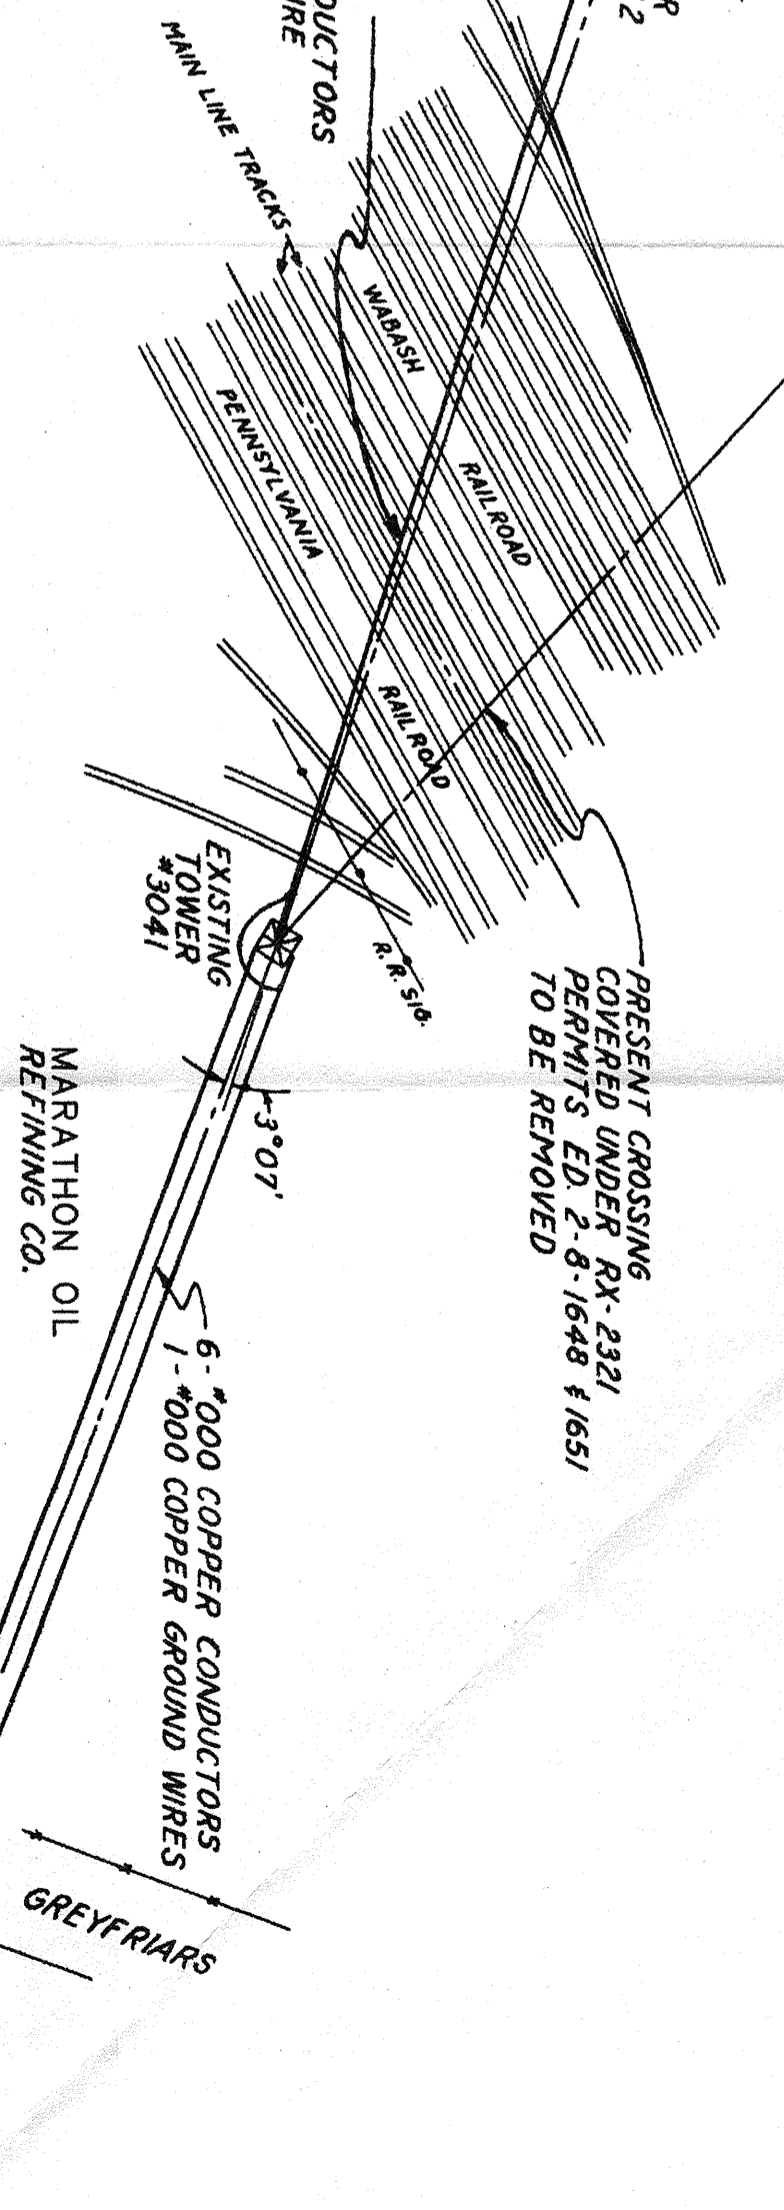 R
2
DUCTORS
IRE
MAIN LINE TRACKS
WABASH
RAILROAD
PENNSYLVANIA
RAILROAD
EXISTING
TOWER
#3041
R.R. SIG.
PRESENT CROSSING
COVERED UNDER RX-2321
PERMITS ED. 2-8-1648 & 1651
TO BE REMOVED
3°07'
MARATHON OIL
REFINING CO.
6-#000 COPPER CONDUCTORS
1-#000 COPPER GROUND WIRES
GREYFRIARS